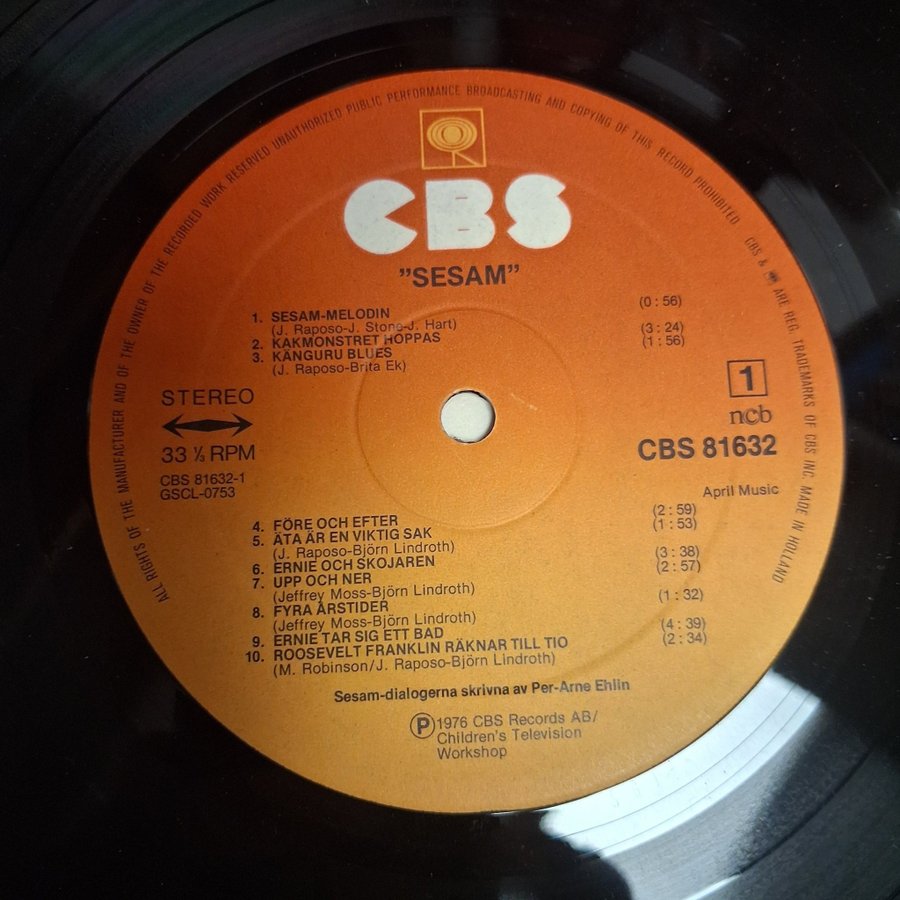 ALL RIGHTS OF THE MANUFACTURER AND OF THE OWNER OF THE RECORDED WORK RESERVED UNAUTHORIZED PUBLIC PERFORMANCE BROADCASTING AND COPYING OF THIS RECORD PROHIBITED
CBS & ARE REG. TRADEMARKS OF CBS INC. MADE IN HOLLAND
CBS
"SESAM"
1. SESAM-MELODIN (0:56)
(J. Raposo-J. Stone-J. Hart)
2. KAKMONSTRET HOPPAS (3:24)
3. KÄNGURU BLUES (1:56)
(J. Raposo-Brita Ek)
STEREO
33 ⅓ RPM
CBS 81632-1
GSCL-0753
1
ncb
CBS 81632
April Music
4. FÖRE OCH EFTER (2:59)
5. ÄTA ÄR EN VIKTIG SAK (1:53)
(J. Raposo-Björn Lindroth)
6. ERNIE OCH SKOJAREN (3:38)
7. UPP OCH NER (2:57)
(Jeffrey Moss-Björn Lindroth)
8. FYRA ÅRSTIDER (1:32)
(Jeffrey Moss-Björn Lindroth)
9. ERNIE TAR SIG ETT BAD (4:39)
10. ROOSEVELT FRANKLIN RÄKNAR TILL TIO (2:34)
(M. Robinson/J. Raposo-Björn Lindroth)
Sesam-dialogerna skrivna av Per-Arne Ehlin
Ⓟ1976 CBS Records AB/
Children's Television
Workshop